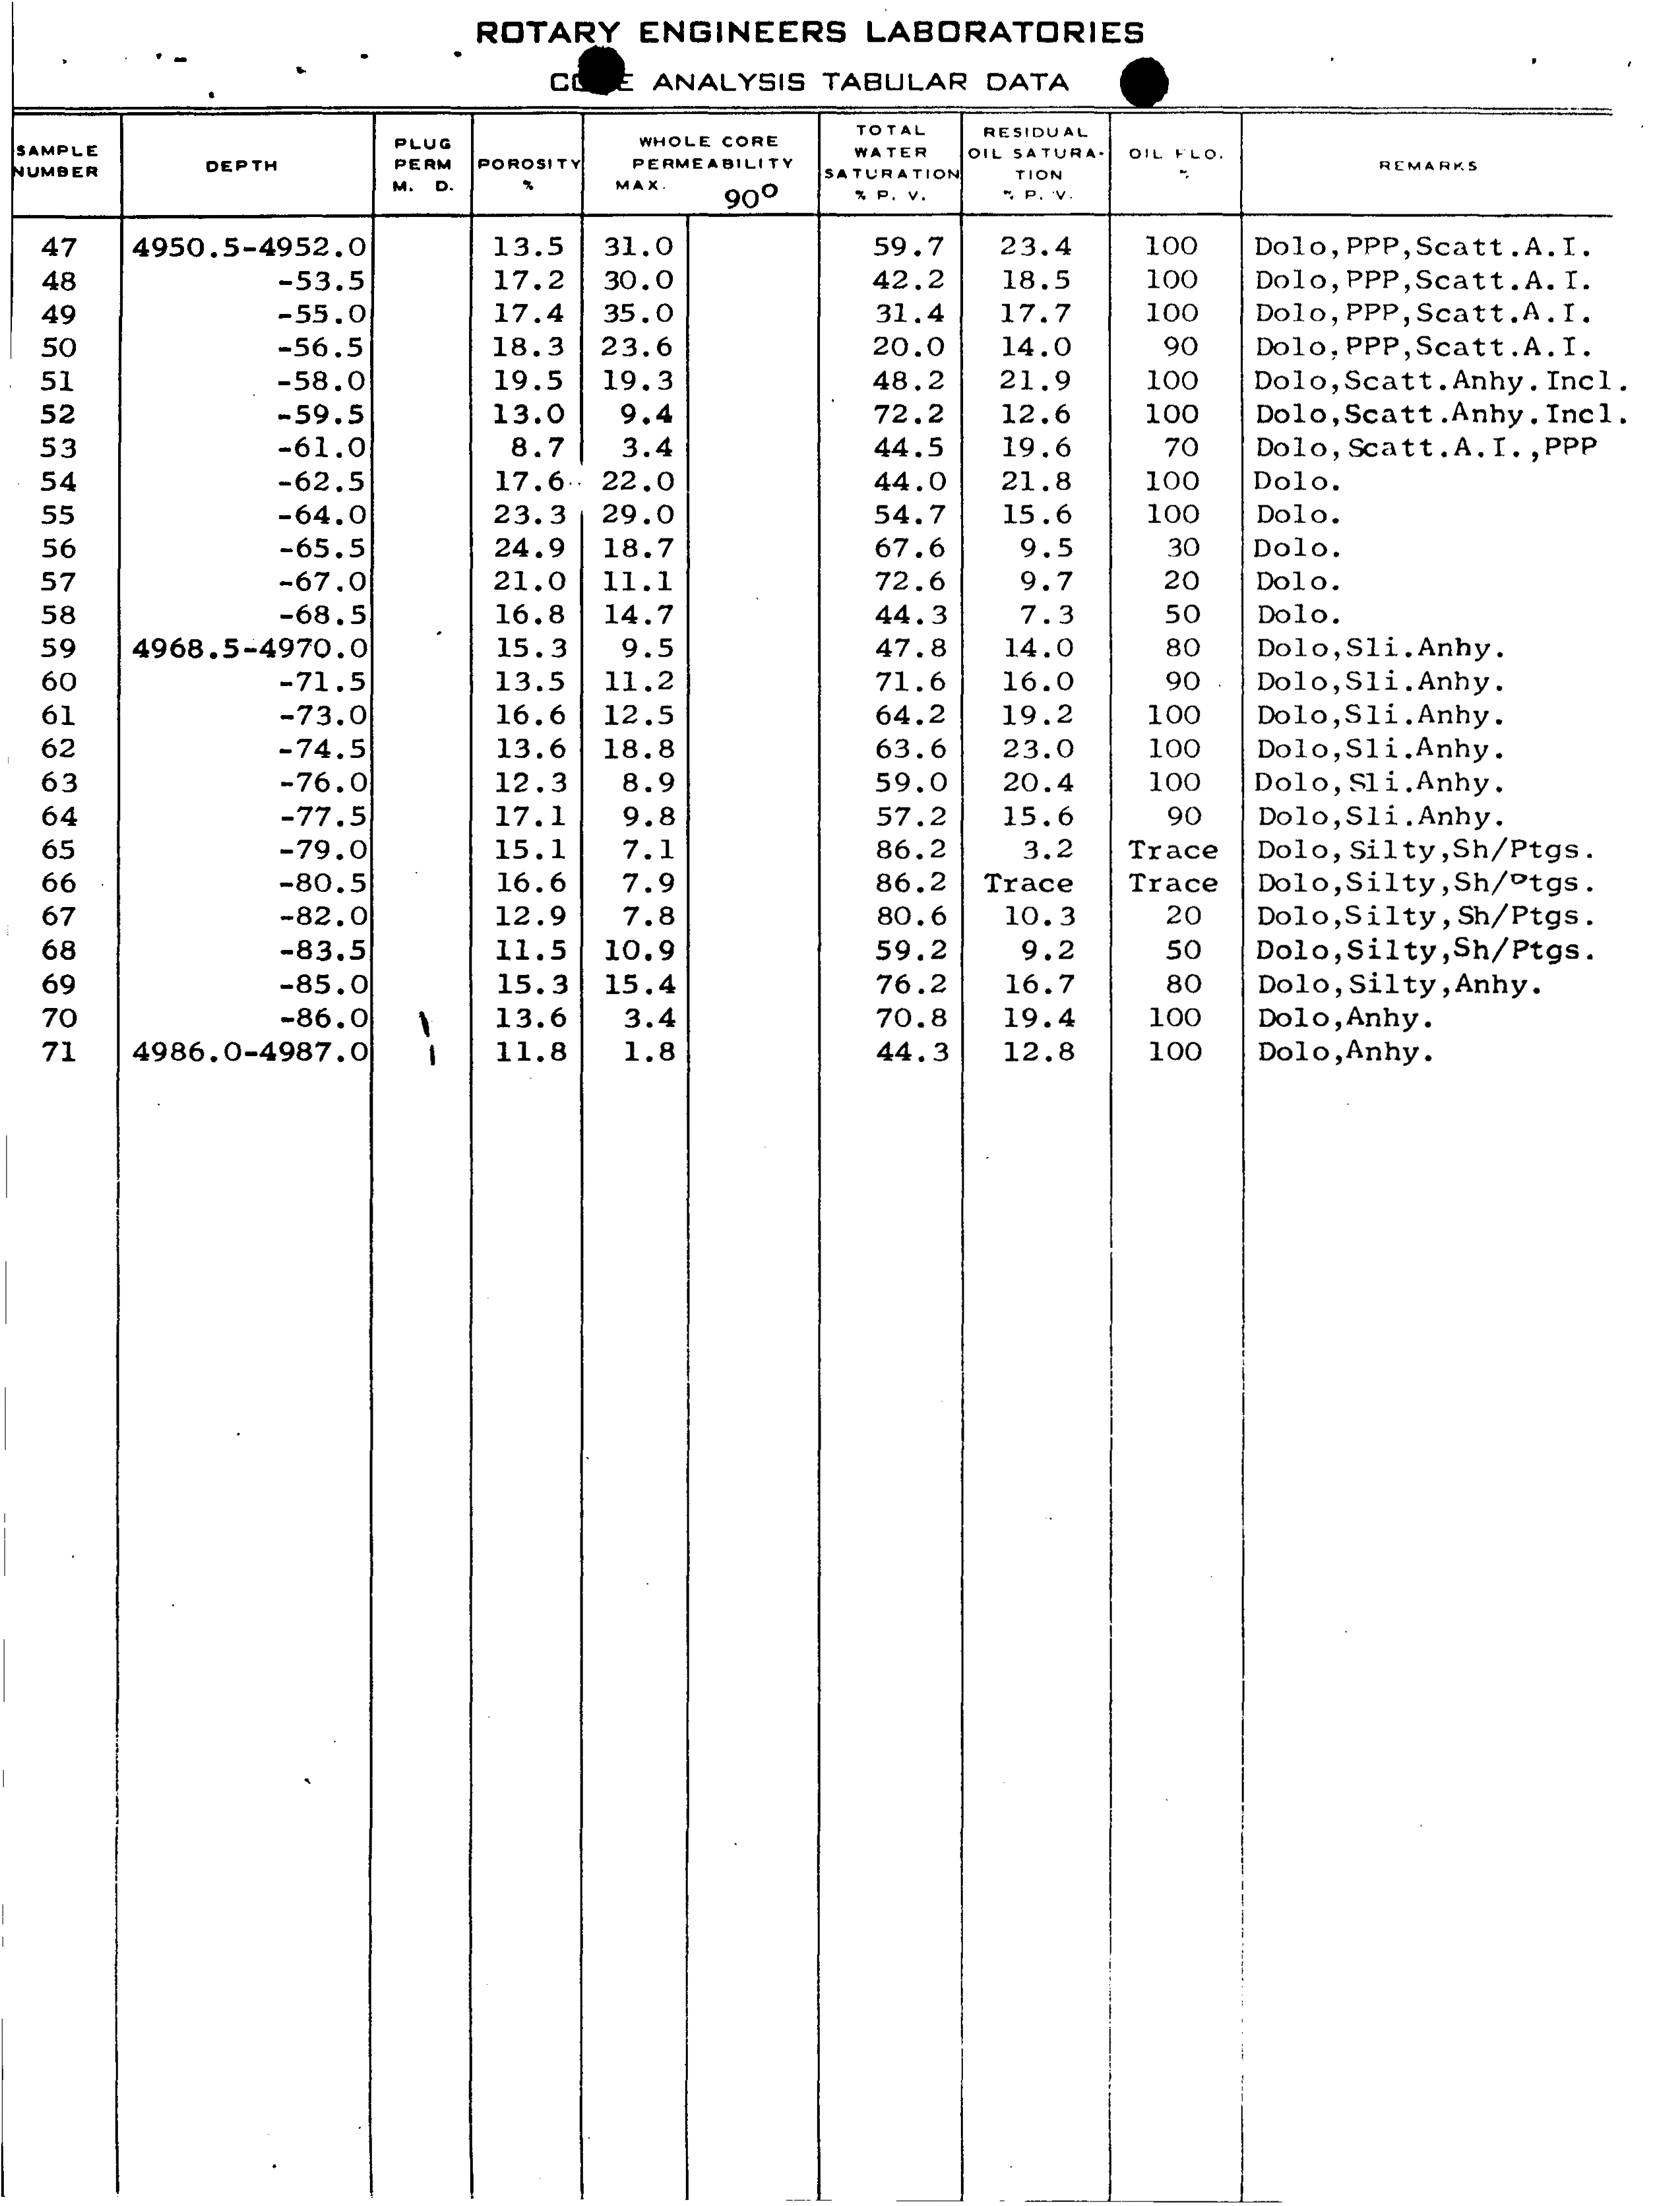 ROTARY ENGINEERS LABORATORIES
ANALYSIS TABULAR DATA
SAMPLE NUMBER DEPTH PLUG PERM M. D. POROSITY % WHOLE CORE PERMEABILITY MAX. 90° TOTAL WATER SATURATION % P. V. RESIDUAL OIL SATURA-TION % P. V. OIL FLO. % REMARKS
47 4950.5-4952.0 13.5 31.0 59.7 23.4 100 Dolo,PPP,Scatt.A.I.
48 -53.5 17.2 30.0 42.2 18.5 100 Dolo,PPP,Scatt.A.I.
49 -55.0 17.4 35.0 31.4 17.7 100 Dolo,PPP,Scatt.A.I.
50 -56.5 18.3 23.6 20.0 14.0 90 Dolo,PPP,Scatt.A.I.
51 -58.0 19.5 19.3 48.2 21.9 100 Dolo,Scatt.Anhy.Incl.
52 -59.5 13.0 9.4 72.2 12.6 100 Dolo,Scatt.Anhy.Incl.
53 -61.0 8.7 3.4 44.5 19.6 70 Dolo,Scatt.A.I.,PPP
54 -62.5 17.6 22.0 44.0 21.8 100 Dolo.
55 -64.0 23.3 29.0 54.7 15.6 100 Dolo.
56 -65.5 24.9 18.7 67.6 9.5 30 Dolo.
57 -67.0 21.0 11.1 72.6 9.7 20 Dolo.
58 -68.5 16.8 14.7 44.3 7.3 50 Dolo.
59 4968.5-4970.0 15.3 9.5 47.8 14.0 80 Dolo,Sli.Anhy.
60 -71.5 13.5 11.2 71.6 16.0 90 Dolo,Sli.Anhy.
61 -73.0 16.6 12.5 64.2 19.2 100 Dolo,Sli.Anhy.
62 -74.5 13.6 18.8 63.6 23.0 100 Dolo,Sli.Anhy.
63 -76.0 12.3 8.9 59.0 20.4 100 Dolo,Sli.Anhy.
64 -77.5 17.1 9.8 57.2 15.6 90 Dolo,Sli.Anhy.
65 -79.0 15.1 7.1 86.2 3.2 Trace Dolo,Silty,Sh/Ptgs.
66 -80.5 16.6 7.9 86.2 Trace Trace Dolo,Silty,Sh/Ptgs.
67 -82.0 12.9 7.8 80.6 10.3 20 Dolo,Silty,Sh/Ptgs.
68 -83.5 11.5 10.9 59.2 9.2 50 Dolo,Silty,Sh/Ptgs.
69 -85.0 15.3 15.4 76.2 16.7 80 Dolo,Silty,Anhy.
70 -86.0 13.6 3.4 70.8 19.4 100 Dolo,Anhy.
71 4986.0-4987.0 11.8 1.8 44.3 12.8 100 Dolo,Anhy.